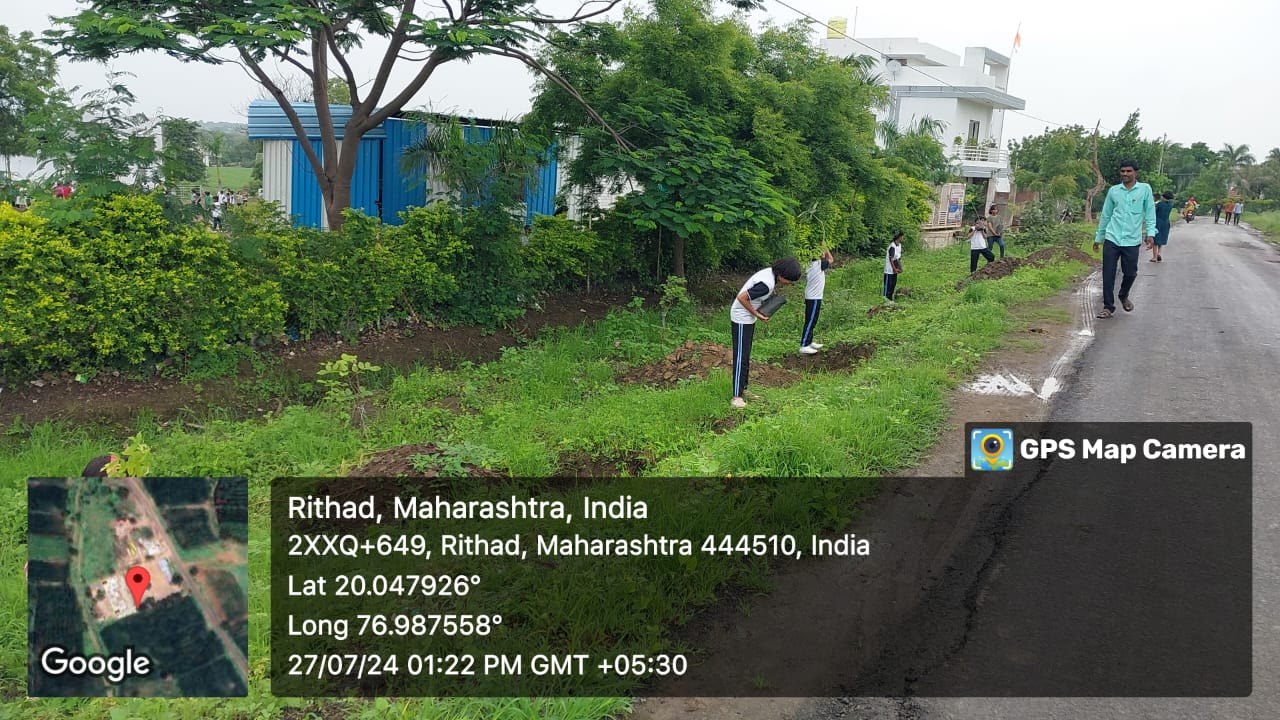 GPS Map Camera
Rithad, Maharashtra, India
2XXQ+649, Rithad, Maharashtra 444510, India
Lat 20.047926°
Long 76.987558°
27/07/24 01:22 PM GMT +05:30
Google